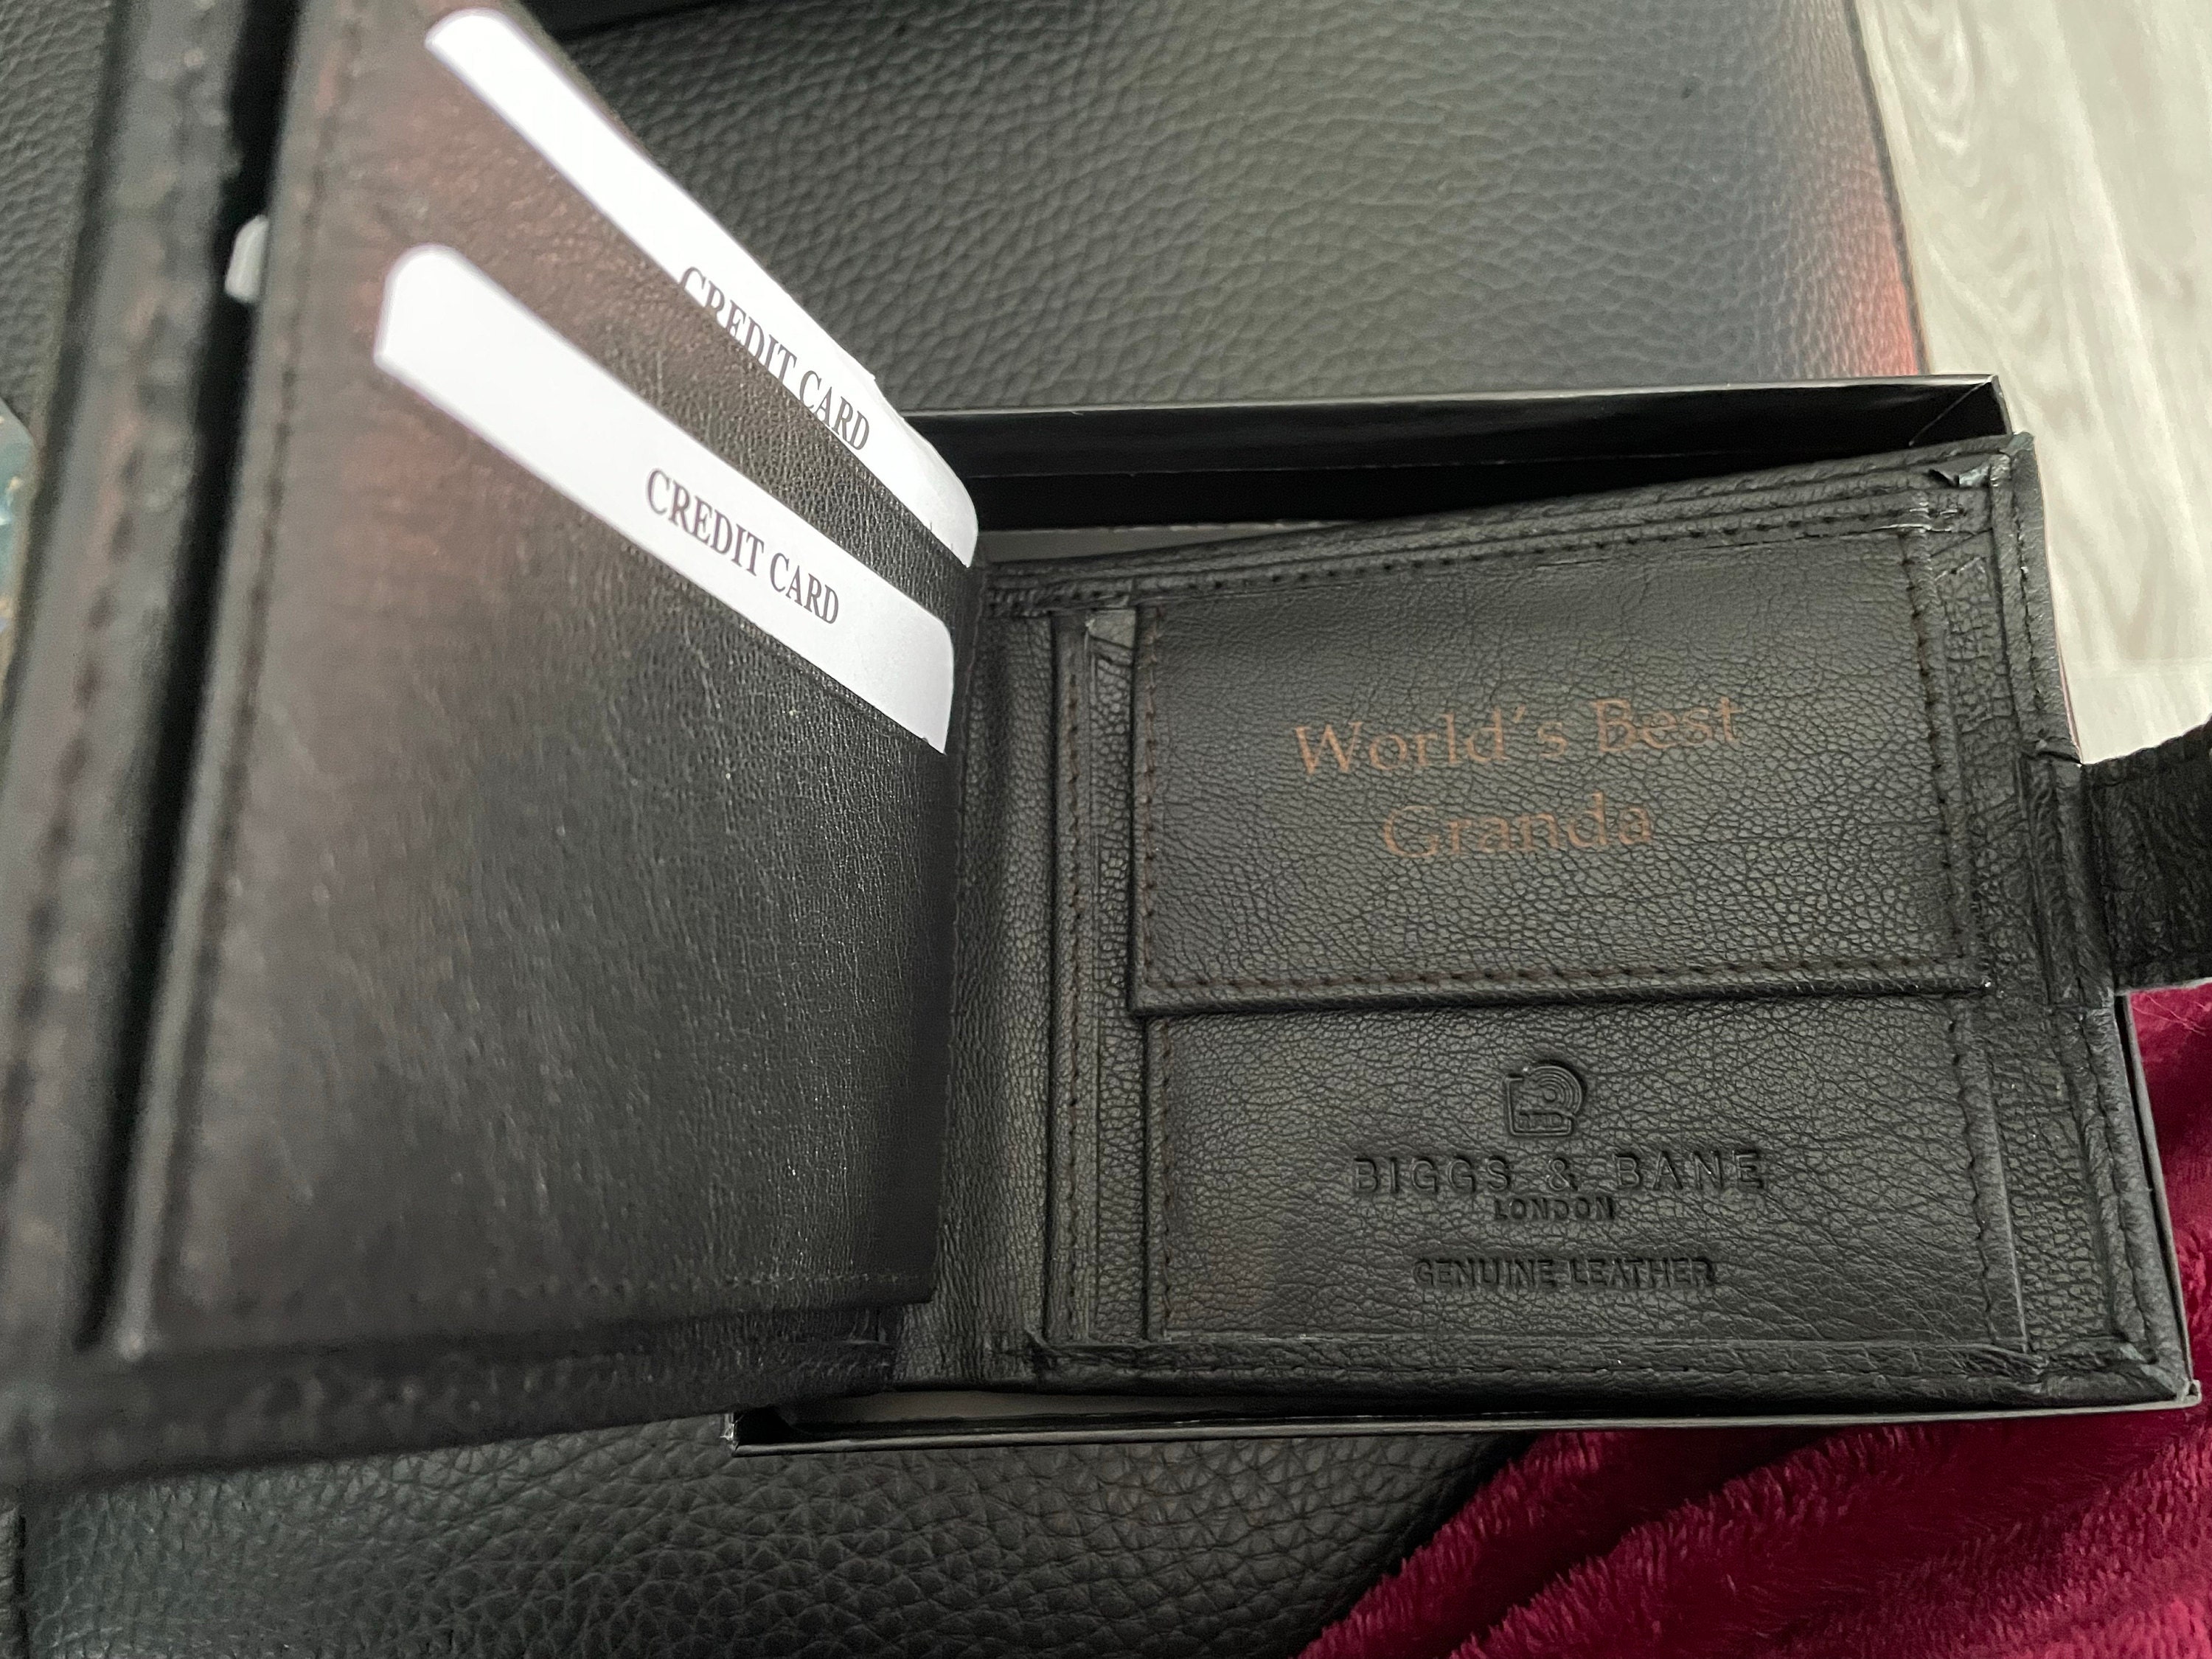 CREDIT CARD
CREDIT CARD
World's Best
Granda
BIGGS & BANE
LONDON
GENUINE LEATHER